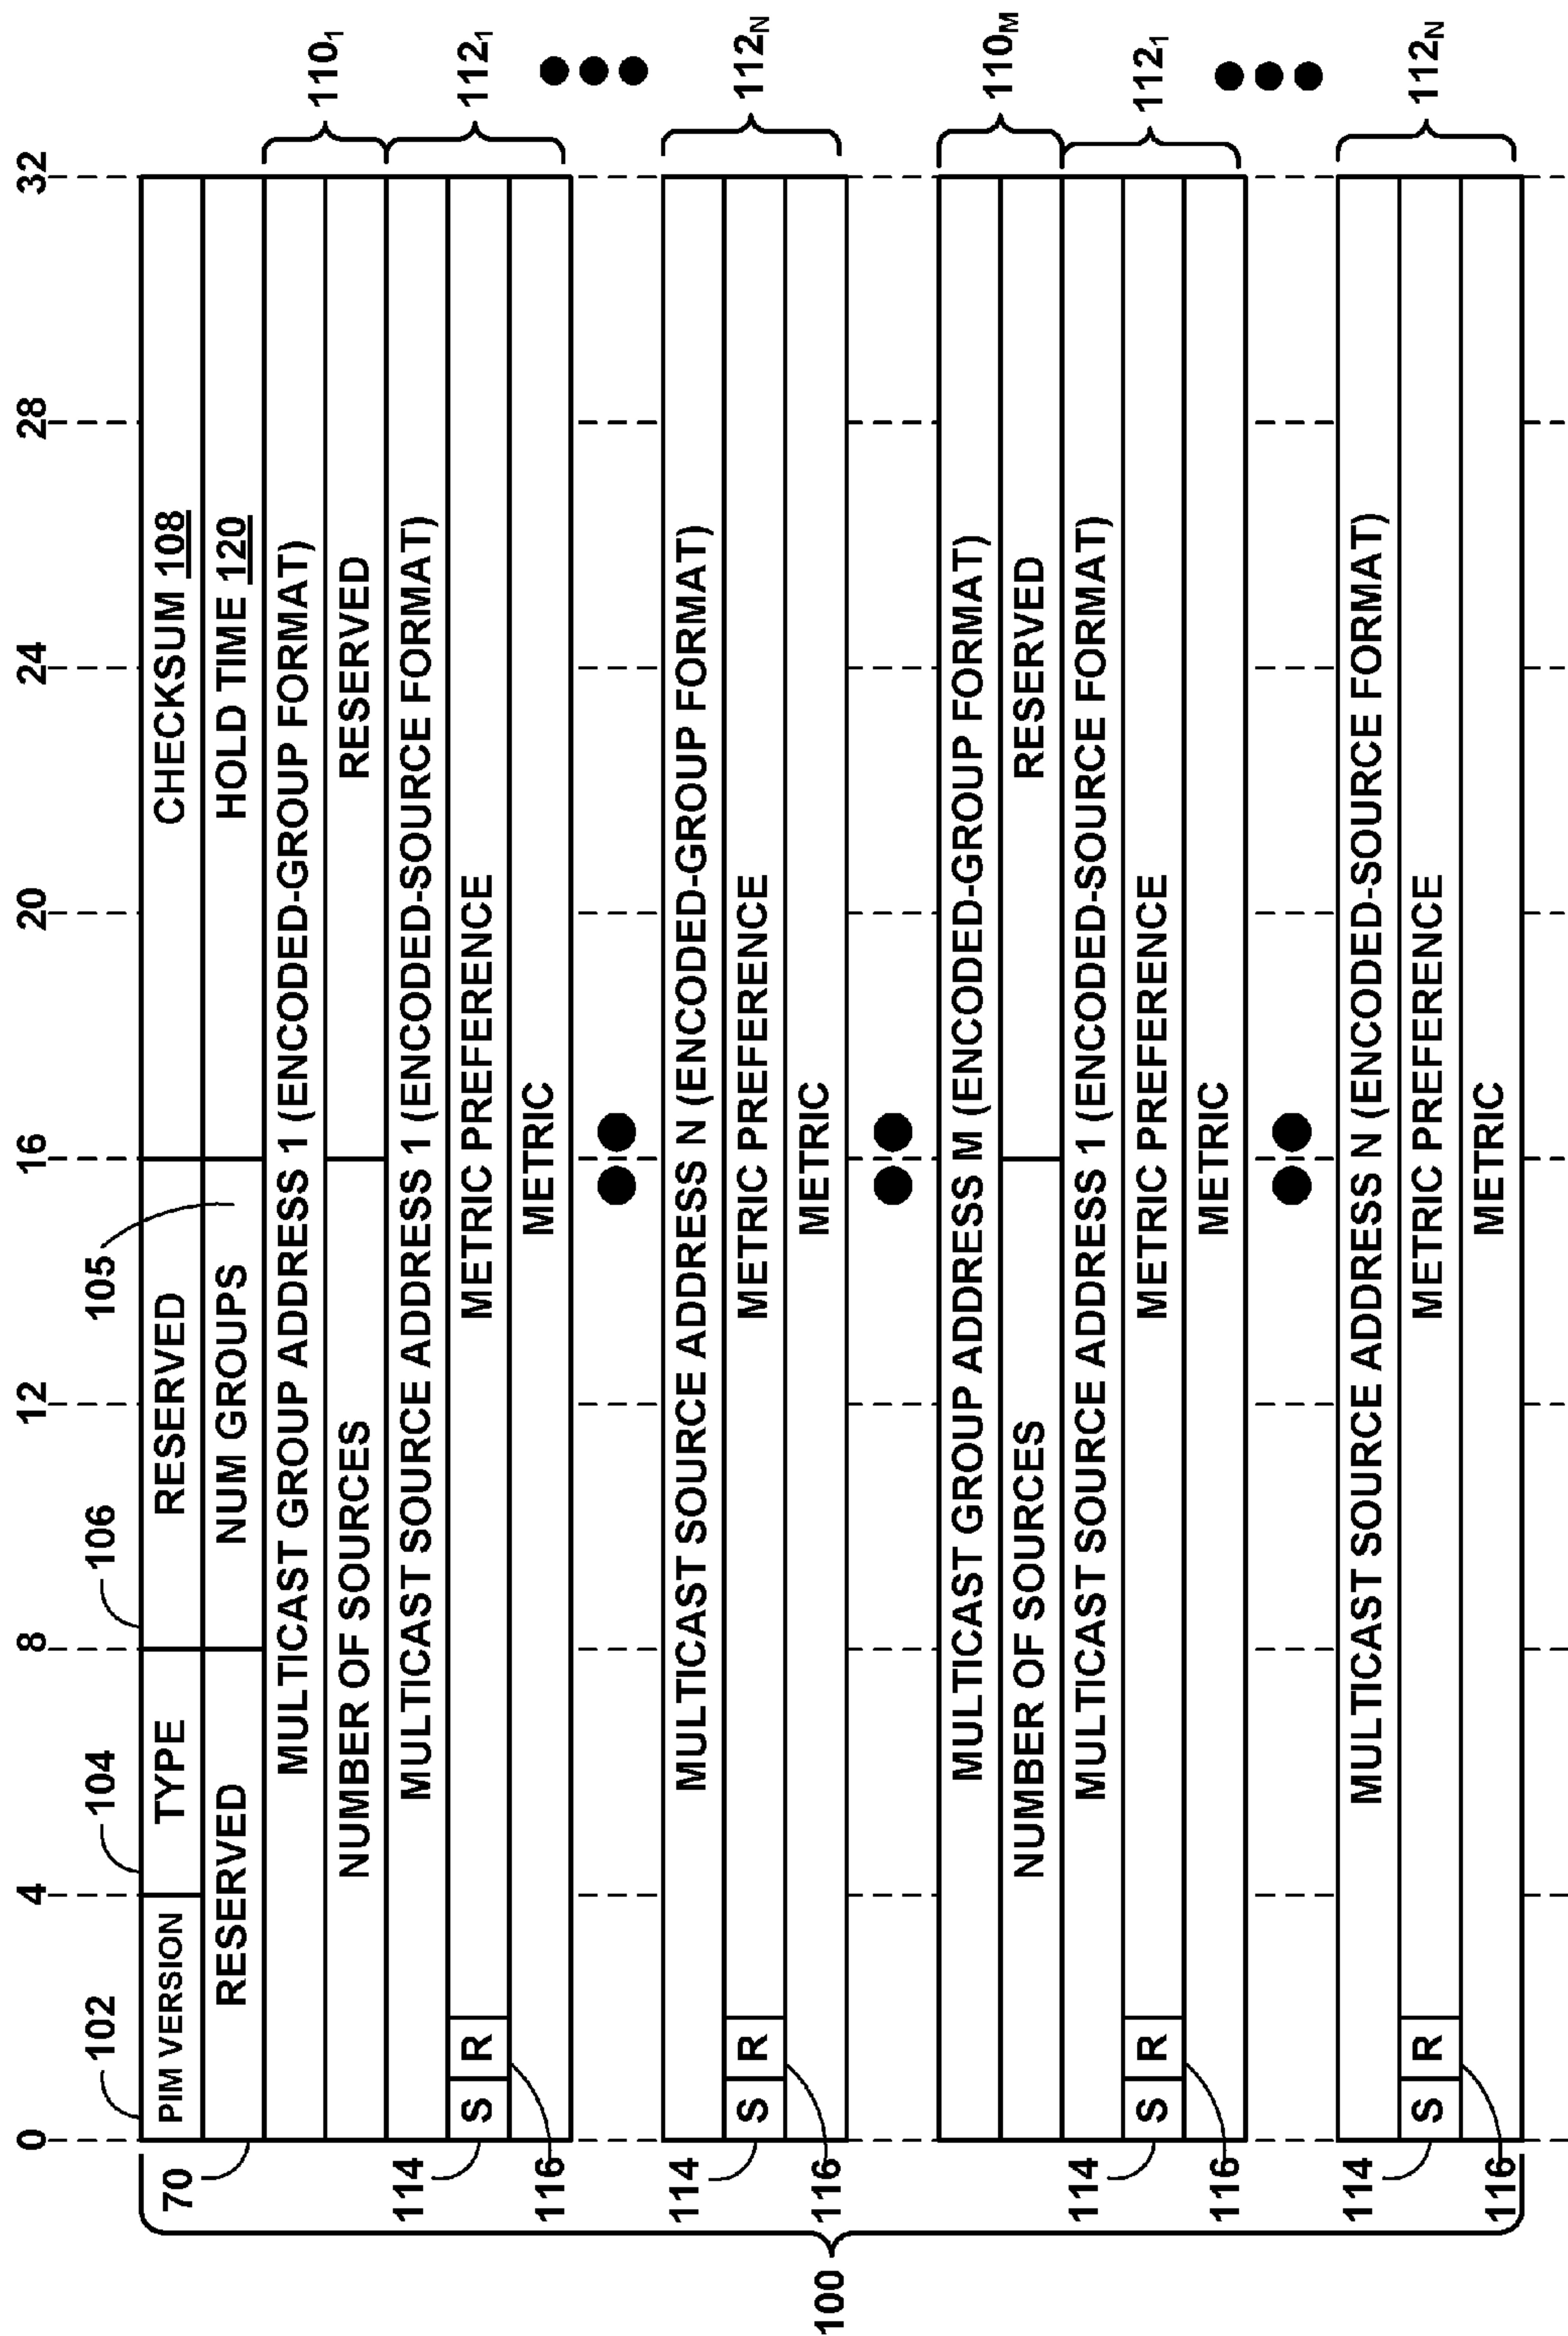 0 4 8 12 16 20 24 28 32
102 104 106 105
PIM VERSION TYPE RESERVED CHECKSUM 108
70 RESERVED NUM GROUPS HOLD TIME 120
MULTICAST GROUP ADDRESS 1 (ENCODED-GROUP FORMAT) 110₁
NUMBER OF SOURCES RESERVED
MULTICAST SOURCE ADDRESS 1 (ENCODED-SOURCE FORMAT)
114 S R METRIC PREFERENCE 112₁
116 METRIC
MULTICAST SOURCE ADDRESS N (ENCODED-GROUP FORMAT)
114 S R METRIC PREFERENCE 112N
116 METRIC
100
MULTICAST GROUP ADDRESS M (ENCODED-GROUP FORMAT) 110M
NUMBER OF SOURCES RESERVED
MULTICAST SOURCE ADDRESS 1 (ENCODED-SOURCE FORMAT)
114 S R METRIC PREFERENCE 112₁
116 METRIC
MULTICAST SOURCE ADDRESS N (ENCODED-SOURCE FORMAT)
114 S R METRIC PREFERENCE 112N
116 METRIC